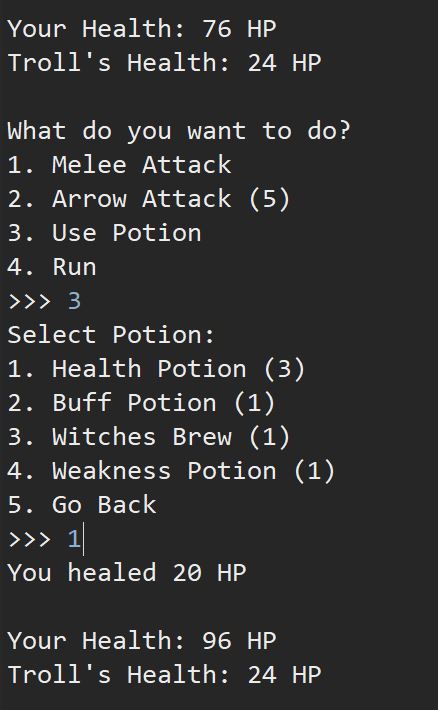 Your Health: 76 HP
Troll's Health: 24 HP
What do you want to do?
1. Melee Attack
2. Arrow Attack (5)
3. Use Potion
4. Run
>>> 3
Select Potion:
1. Health Potion (3)
2. Buff Potion (1)
3. Witches Brew (1)
4. Weakness Potion (1)
5. Go Back
>>> 1
You healed 20 HP
Your Health: 96 HP
Troll's Health: 24 HP